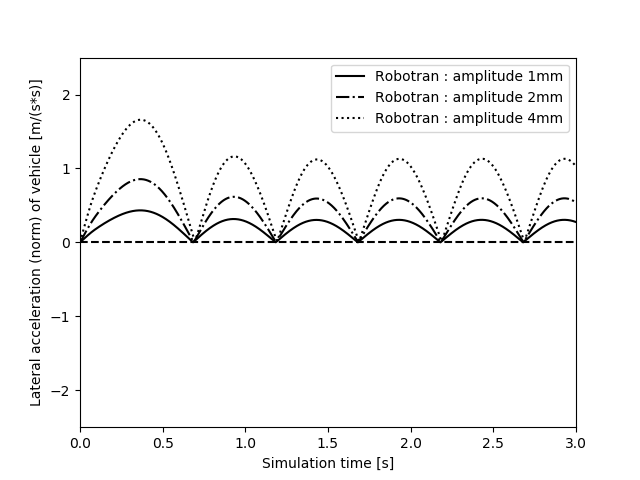 Robotran : amplitude 1mm
Robotran : amplitude 2mm
Robotran : amplitude 4mm
Lateral acceleration (norm) of vehicle [m/(s*s)]
2
1
0
−1
−2
0.0 0.5 1.0 1.5 2.0 2.5 3.0
Simulation time [s]